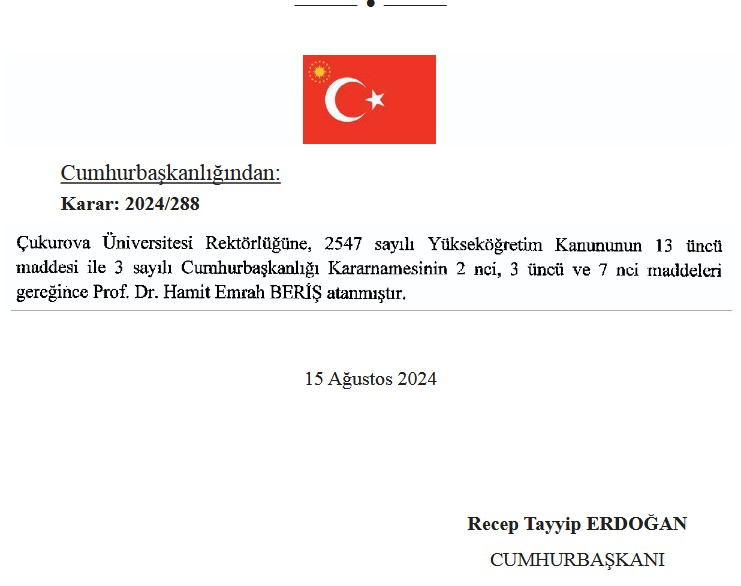 Cumhurbaşkanlığından:
Karar: 2024/288
Çukurova Üniversitesi Rektörlüğüne, 2547 sayılı Yükseköğretim Kanununun 13 üncü
maddesi ile 3 sayılı Cumhurbaşkanlığı Kararnamesinin 2 nci, 3 üncü ve 7 nci maddeleri
gereğince Prof. Dr. Hamit Emrah BERİŞ atanmıştır.
15 Ağustos 2024
Recep Tayyip ERDOĞAN
CUMHURBAŞKANI